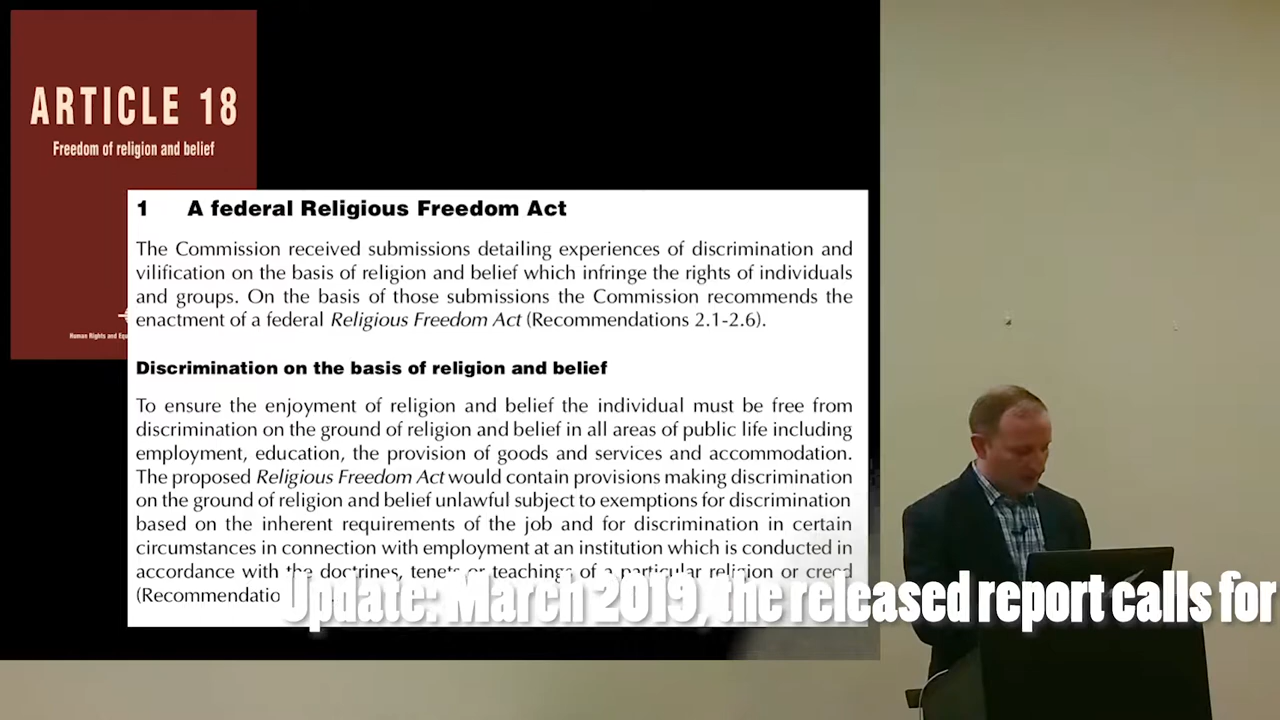 ARTICLE 18
Freedom of religion and belief
Human Rights and Equ
1 A federal Religious Freedom Act
The Commission received submissions detailing experiences of discrimination and
vilification on the basis of religion and belief which infringe the rights of individuals
and groups. On the basis of those submissions the Commission recommends the
enactment of a federal Religious Freedom Act (Recommendations 2.1-2.6).
Discrimination on the basis of religion and belief
To ensure the enjoyment of religion and belief the individual must be free from
discrimination on the ground of religion and belief in all areas of public life including
employment, education, the provision of goods and services and accommodation.
The proposed Religious Freedom Act would contain provisions making discrimination
on the ground of religion and belief unlawful subject to exemptions for discrimination
based on the inherent requirements of the job and for discrimination in certain
circumstances in connection with employment at an institution which is conducted in
accordance with the doctrines, tenets or teachings of a particular religion or creed
(Recommendatio
Update: March 2019, the released report calls for